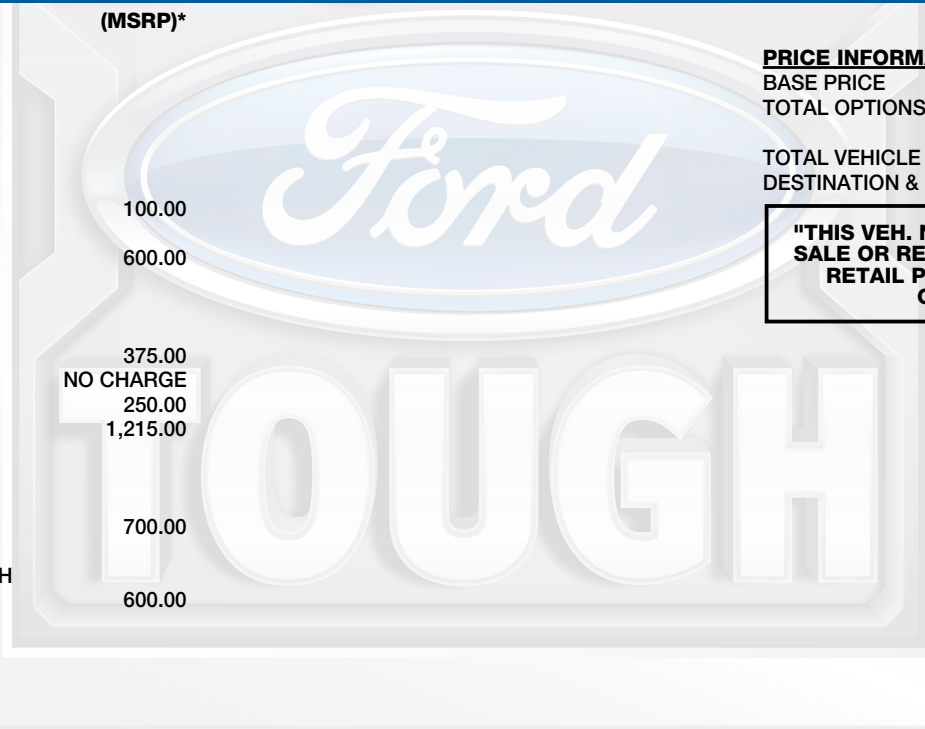 (MSRP)*
PRICE INFORM
BASE PRICE
TOTAL OPTIONS
TOTAL VEHICLE
DESTINATION &
"THIS VEH. 
SALE OR RE
RETAIL P
100.00
600.00
375.00
NO CHARGE
250.00
1,215.00
700.00
H
600.00
Ford
TOUGH